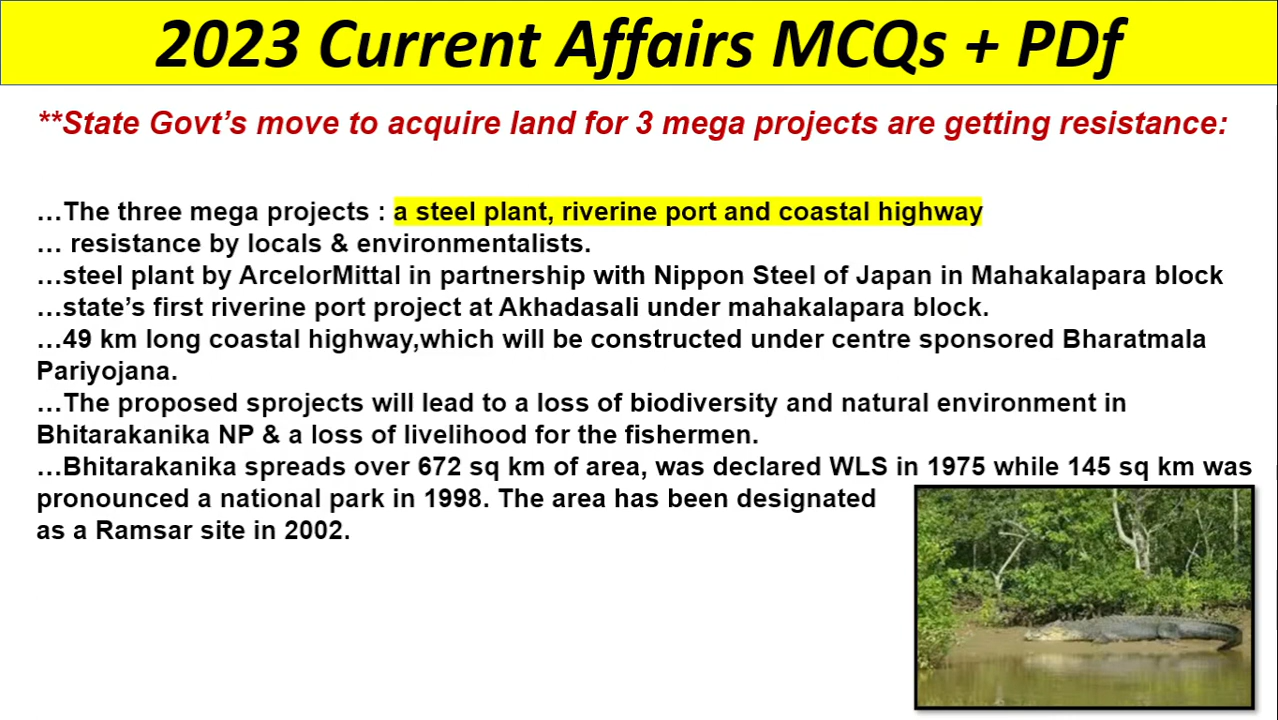 2023 Current Affairs MCQs + PDf
**State Govt's move to acquire land for 3 mega projects are getting resistance:
…The three mega projects : a steel plant, riverine port and coastal highway
… resistance by locals & environmentalists.
…steel plant by ArcelorMittal in partnership with Nippon Steel of Japan in Mahakalapara block
…state's first riverine port project at Akhadasali under mahakalapara block.
…49 km long coastal highway,which will be constructed under centre sponsored Bharatmala
Pariyojana.
…The proposed sprojects will lead to a loss of biodiversity and natural environment in
Bhitarakanika NP & a loss of livelihood for the fishermen.
…Bhitarakanika spreads over 672 sq km of area, was declared WLS in 1975 while 145 sq km was
pronounced a national park in 1998. The area has been designated
as a Ramsar site in 2002.